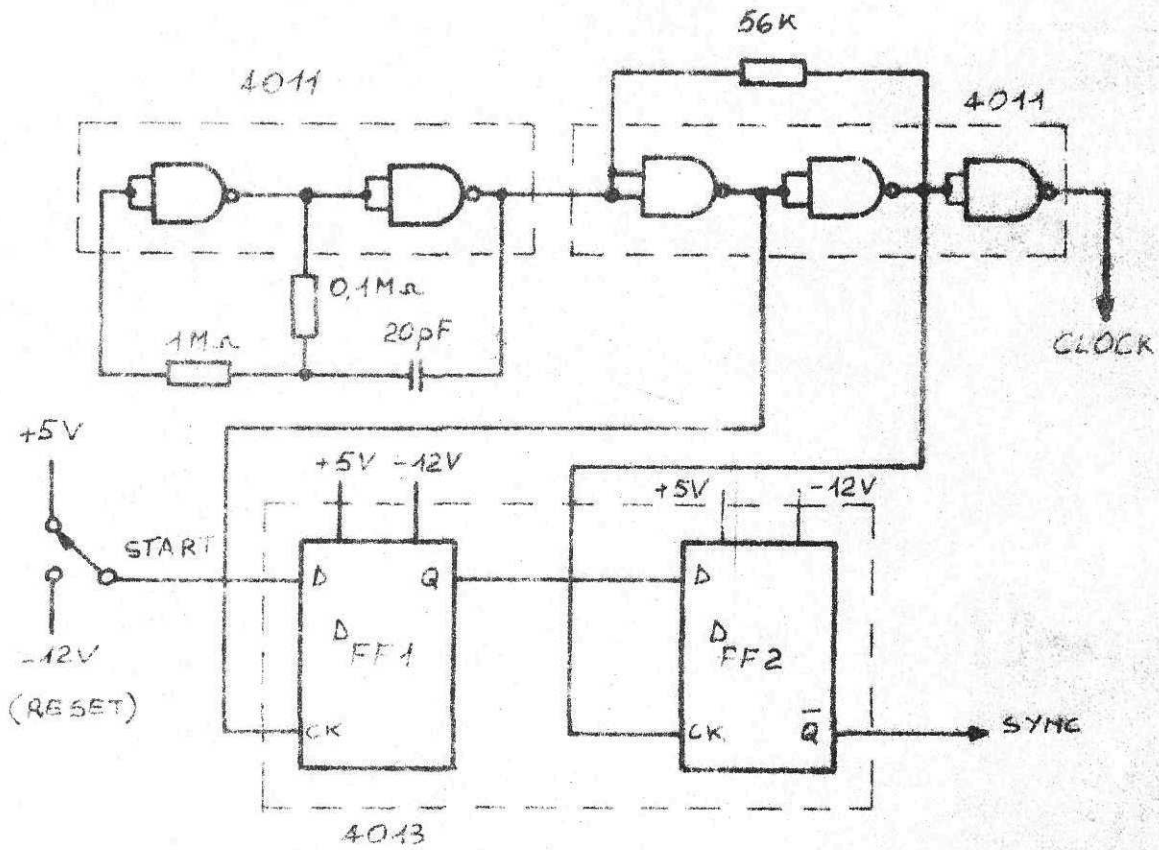 56K
4011
4011
0,1MΩ
1MΩ
20pF
CLOCK
+5V
+5V -12V
+5V
-12V
START
D
Q
D
D
FF1
D
FF2
-12V
(RESET)
CK
CK
Q̅
SYNC
4013